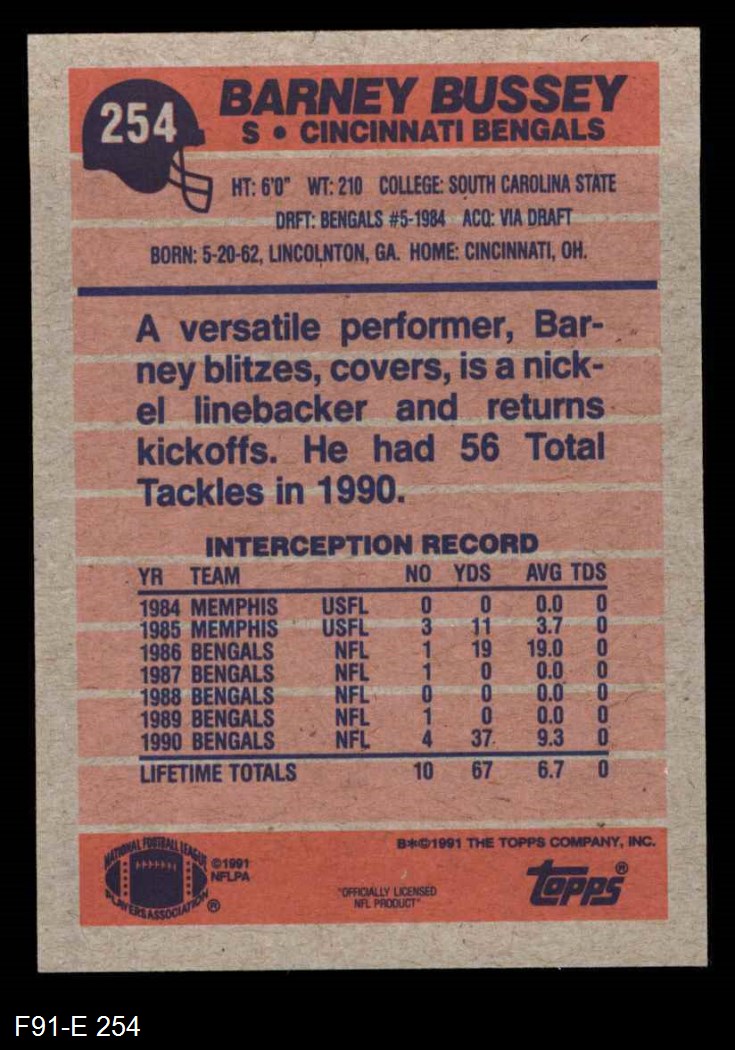 254
BARNEY BUSSEY
S • CINCINNATI BENGALS
HT: 6'0" WT: 210 COLLEGE: SOUTH CAROLINA STATE
DRFT: BENGALS #5-1984 ACQ: VIA DRAFT
BORN: 5-20-62, LINCOLNTON, GA. HOME: CINCINNATI, OH.
A versatile performer, Bar-
ney blitzes, covers, is a nick-
el linebacker and returns
kickoffs. He had 56 Total
Tackles in 1990.
INTERCEPTION RECORD
YR TEAM NO YDS AVG TDS
1984 MEMPHIS USFL 0 0 0.0 0
1985 MEMPHIS USFL 3 11 3.7 0
1986 BENGALS NFL 1 19 19.0 0
1987 BENGALS NFL 1 0 0.0 0
1988 BENGALS NFL 0 0 0.0 0
1989 BENGALS NFL 1 0 0.0 0
1990 BENGALS NFL 4 37 9.3 0
LIFETIME TOTALS 10 67 6.7 0
B*©1991 THE TOPPS COMPANY, INC.
NATIONAL FOOTBALL LEAGUE
PLAYERS ASSOCIATION ®
©1991
NFLPA
"OFFICIALLY LICENSED
NFL PRODUCT"
TOPPS®
F91-E 254